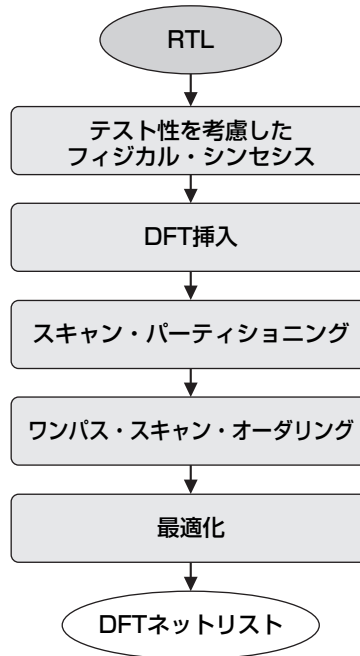 RTL
テスト性を考慮した
フィジカル・シンセシス
DFT挿入
スキャン・パーティショニング
ワンパス・スキャン・オーダリング
最適化
DFTネットリスト